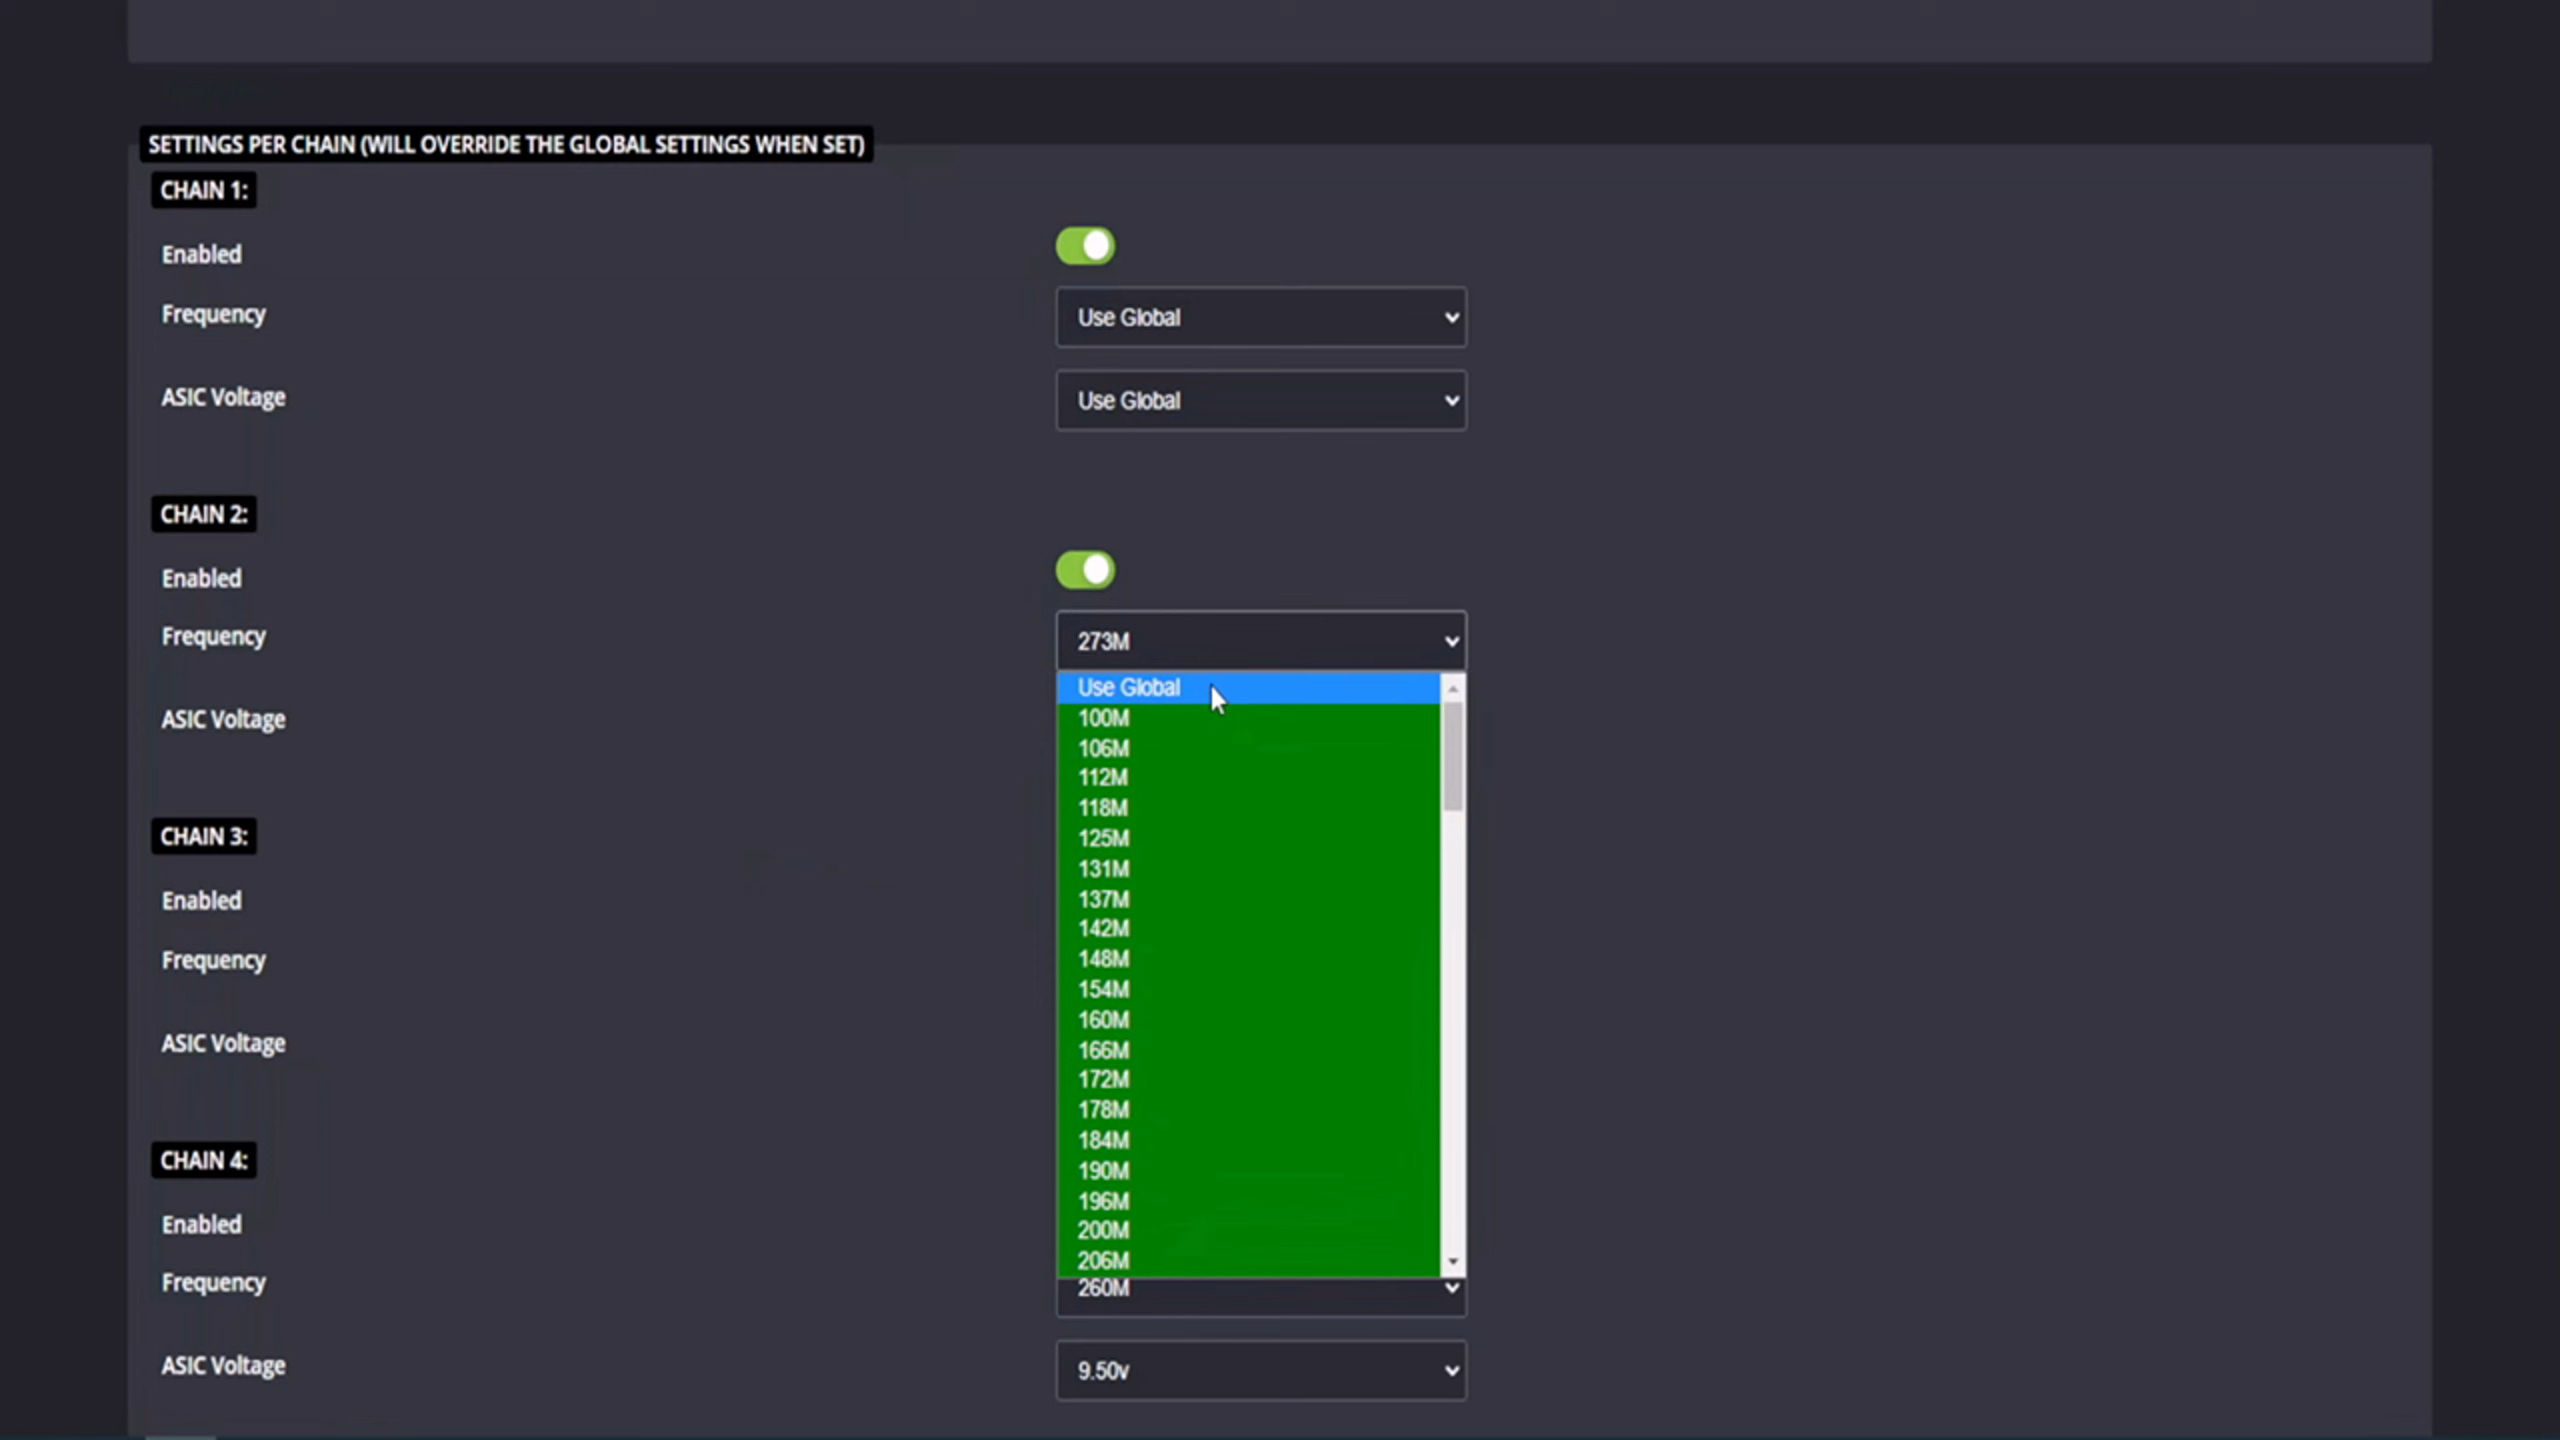 SETTINGS PER CHAIN (WILL OVERRIDE THE GLOBAL SETTINGS WHEN SET)
CHAIN 1:
Enabled
Frequency
Use Global
ASIC Voltage
Use Global
CHAIN 2:
Enabled
Frequency
273M
Use Global
100M
106M
112M
118M
125M
131M
137M
142M
148M
154M
160M
166M
172M
178M
184M
190M
196M
200M
206M
ASIC Voltage
CHAIN 3:
Enabled
Frequency
ASIC Voltage
CHAIN 4:
Enabled
Frequency
260M
ASIC Voltage
9.50v